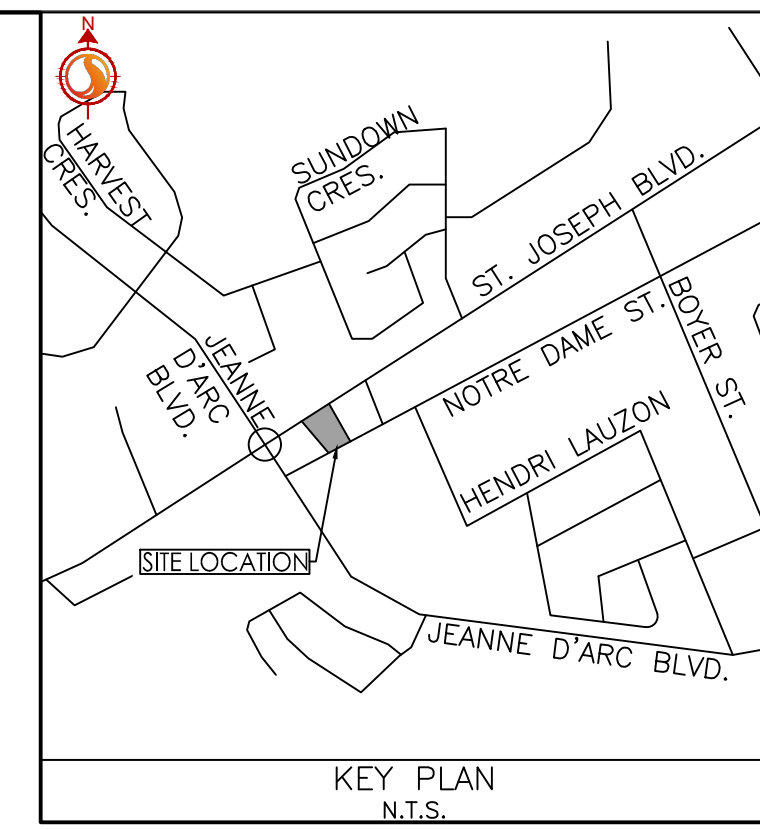 N
HARVEST
CRES.
SUNDOWN
CRES.
ST. JOSEPH BLVD.
NOTRE DAME ST.
BOYER ST.
JEANNE
D'ARC
BLVD.
HENDRI LAUZON
SITE LOCATION
JEANNE D'ARC BLVD.
KEY PLAN
N.T.S.